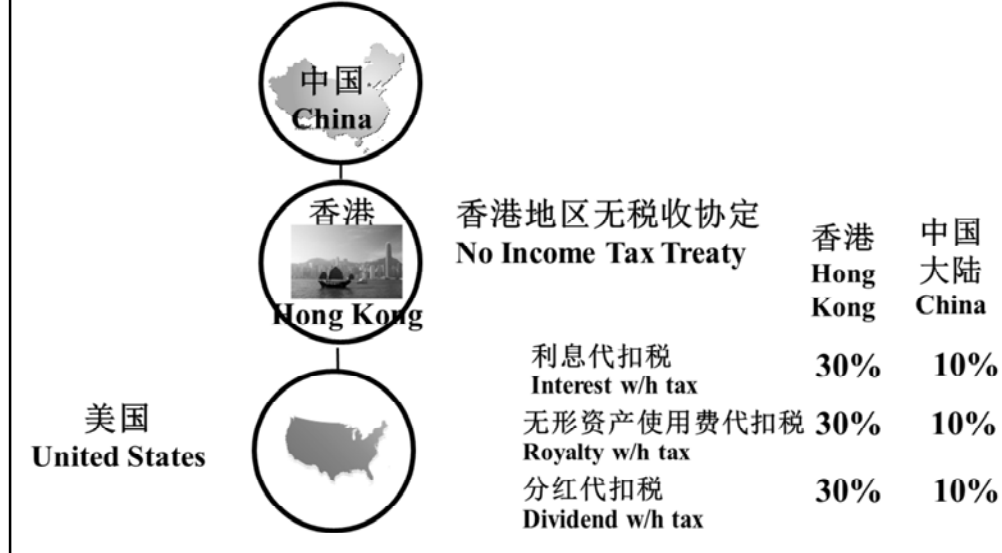 中国
China
香港
Hong Kong
香港地区无税收协定
No Income Tax Treaty
香港
Hong
Kong
中国
大陆
China
美国
United States
利息代扣税
Interest w/h tax
30%
10%
无形资产使用费代扣税
Royalty w/h tax
30%
10%
分红代扣税
Dividend w/h tax
30%
10%